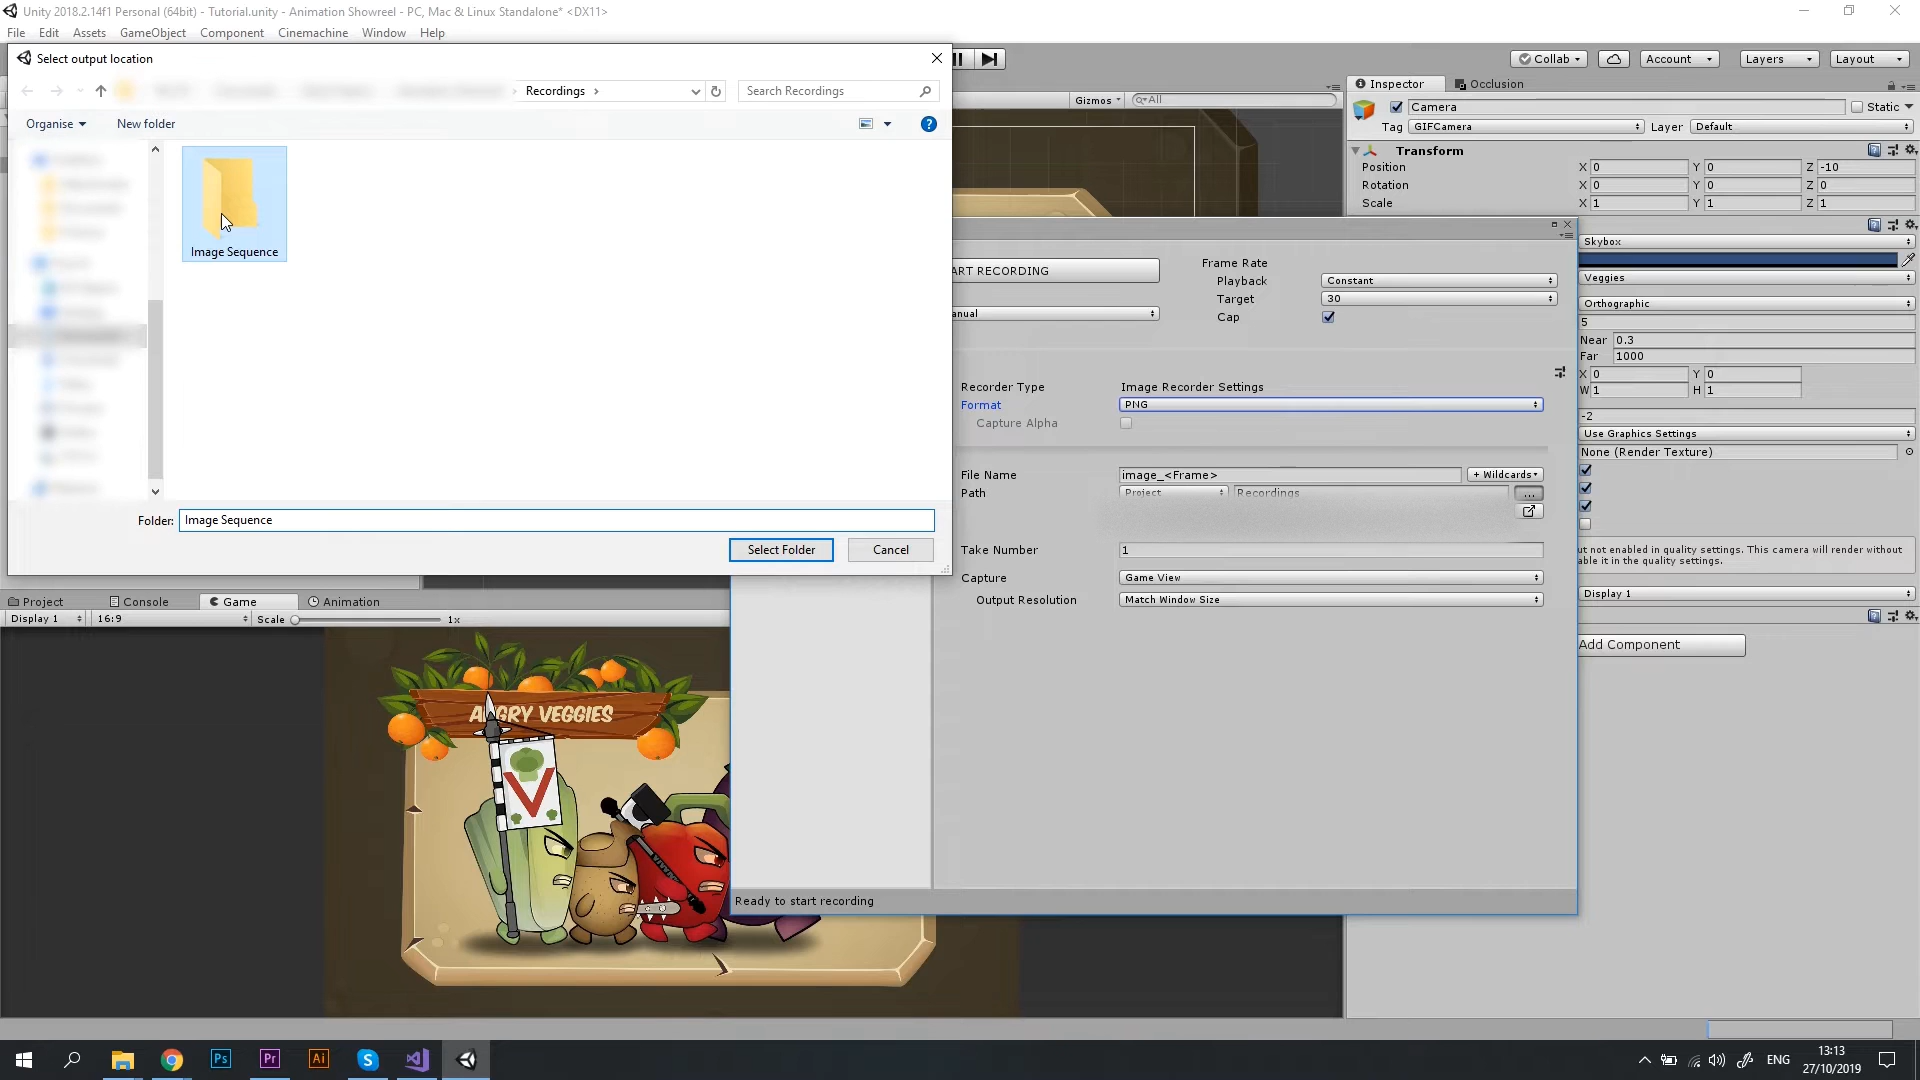 Unity 2018.2.14f1 Personal (64bit) - Tutorial.unity - Animation Showreel - PC, Mac & Linux Standalone* <DX11>
File Edit Assets GameObject Component Cinemachine Window Help
Select output location
Collab Account Layers Layout
Recordings
Search Recordings
Inspector Occlusion
Gizmos All
Camera Static
Organise New folder
Tag GIFCamera Layer Default
Transform
Position X 0 Y 0 Z -10
Rotation X 0 Y 0 Z 0
Scale X 1 Y 1 Z 1
Image Sequence
Skybox
ART RECORDING
Frame Rate
Playback Constant
Target 30
Cap
anual
Veggies
Orthographic
5
Near 0.3
Far 1000
X 0 Y 0
W 1 H 1
Recorder Type Image Recorder Settings
Format PNG
Capture Alpha
-2
Use Graphics Settings
None (Render Texture)
File Name image_<Frame> + Wildcards
Path Project Recordings ...
Folder: Image Sequence
Select Folder Cancel
Take Number 1
Capture Game View
Output Resolution Match Window Size
ut not enabled in quality settings. This camera will render without
able it in the quality settings.
Display 1
Add Component
Project Console Game Animation
Display 1 16:9 Scale 1x
ANGRY VEGGIES
V
Ready to start recording
Ps Pr Ai S
ENG
13:13
27/10/2019